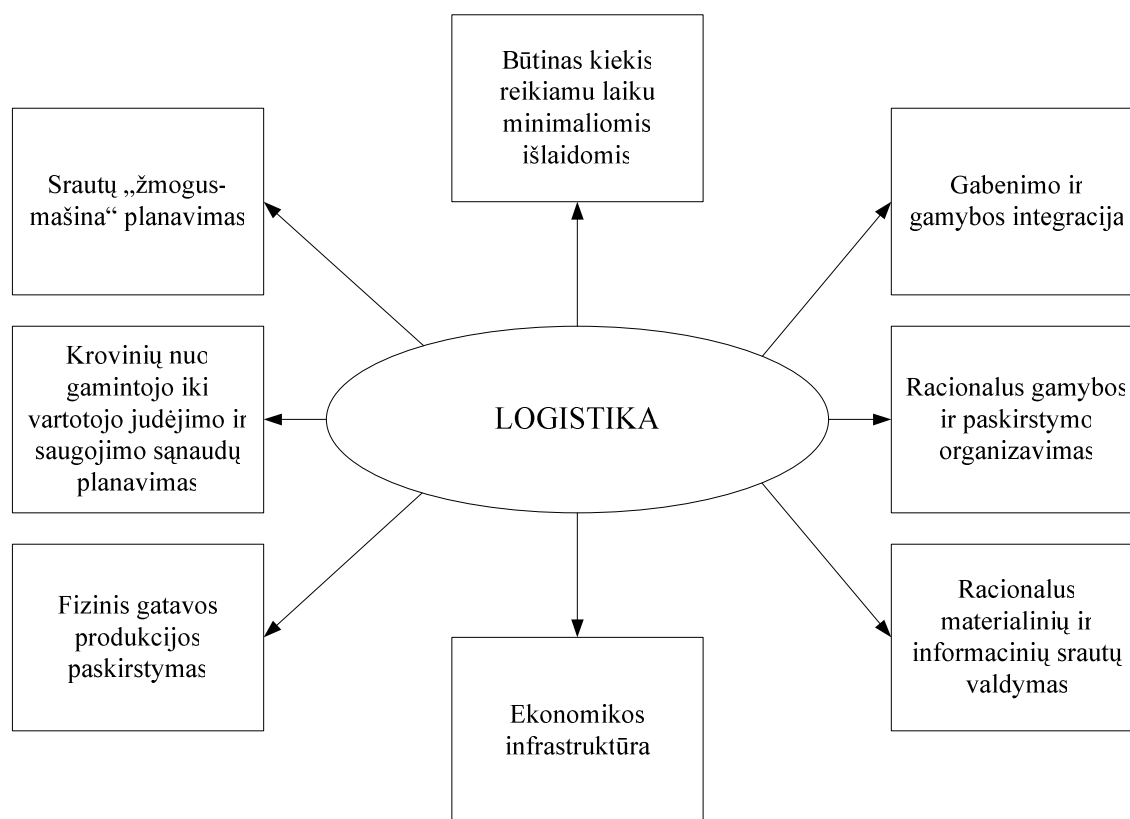 Būtinas kiekis
reikiamu laiku
minimaliomis
išlaidomis
Srautų „žmogus-
mašina“ planavimas
Gabenimo ir
gamybos integracija
Krovinių nuo
gamintojo iki
vartotojo judėjimo ir
saugojimo sąnaudų
planavimas
LOGISTIKA
Racionalus gamybos
ir paskirstymo
organizavimas
Fizinis gatavos
produkcijos
paskirstymas
Ekonomikos
infrastruktūra
Racionalus
materialinių ir
informacinių srautų
valdymas